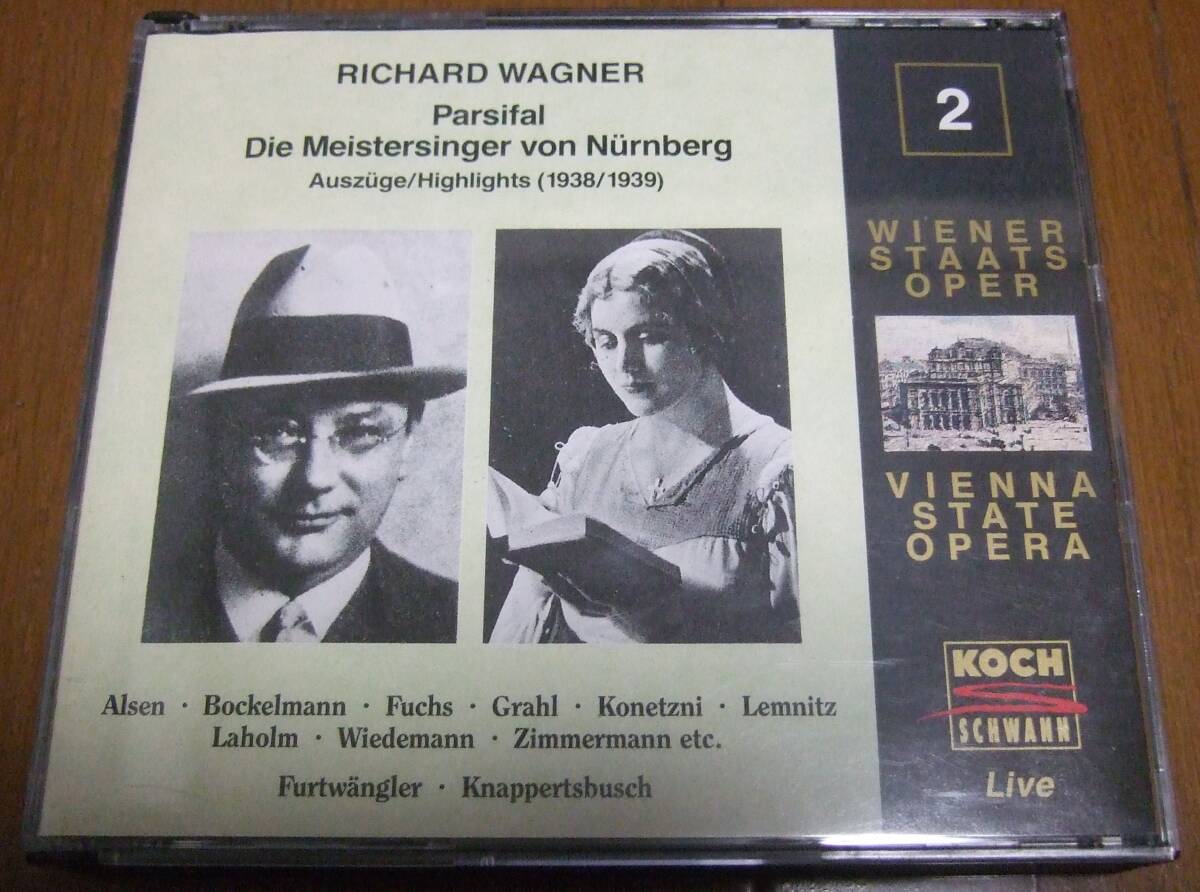 RICHARD WAGNER
Parsifal
Die Meistersinger von Nürnberg
Auszüge/Highlights (1938/1939)
Alsen · Bockelmann · Fuchs · Grahl · Konetzni · Lemnitz
Laholm · Wiedemann · Zimmermann etc.
Furtwängler · Knappertsbusch
2
WIENER
STAATS
OPER
VIENNA
STATE
OPERA
KOCH
SCHWANN
Live